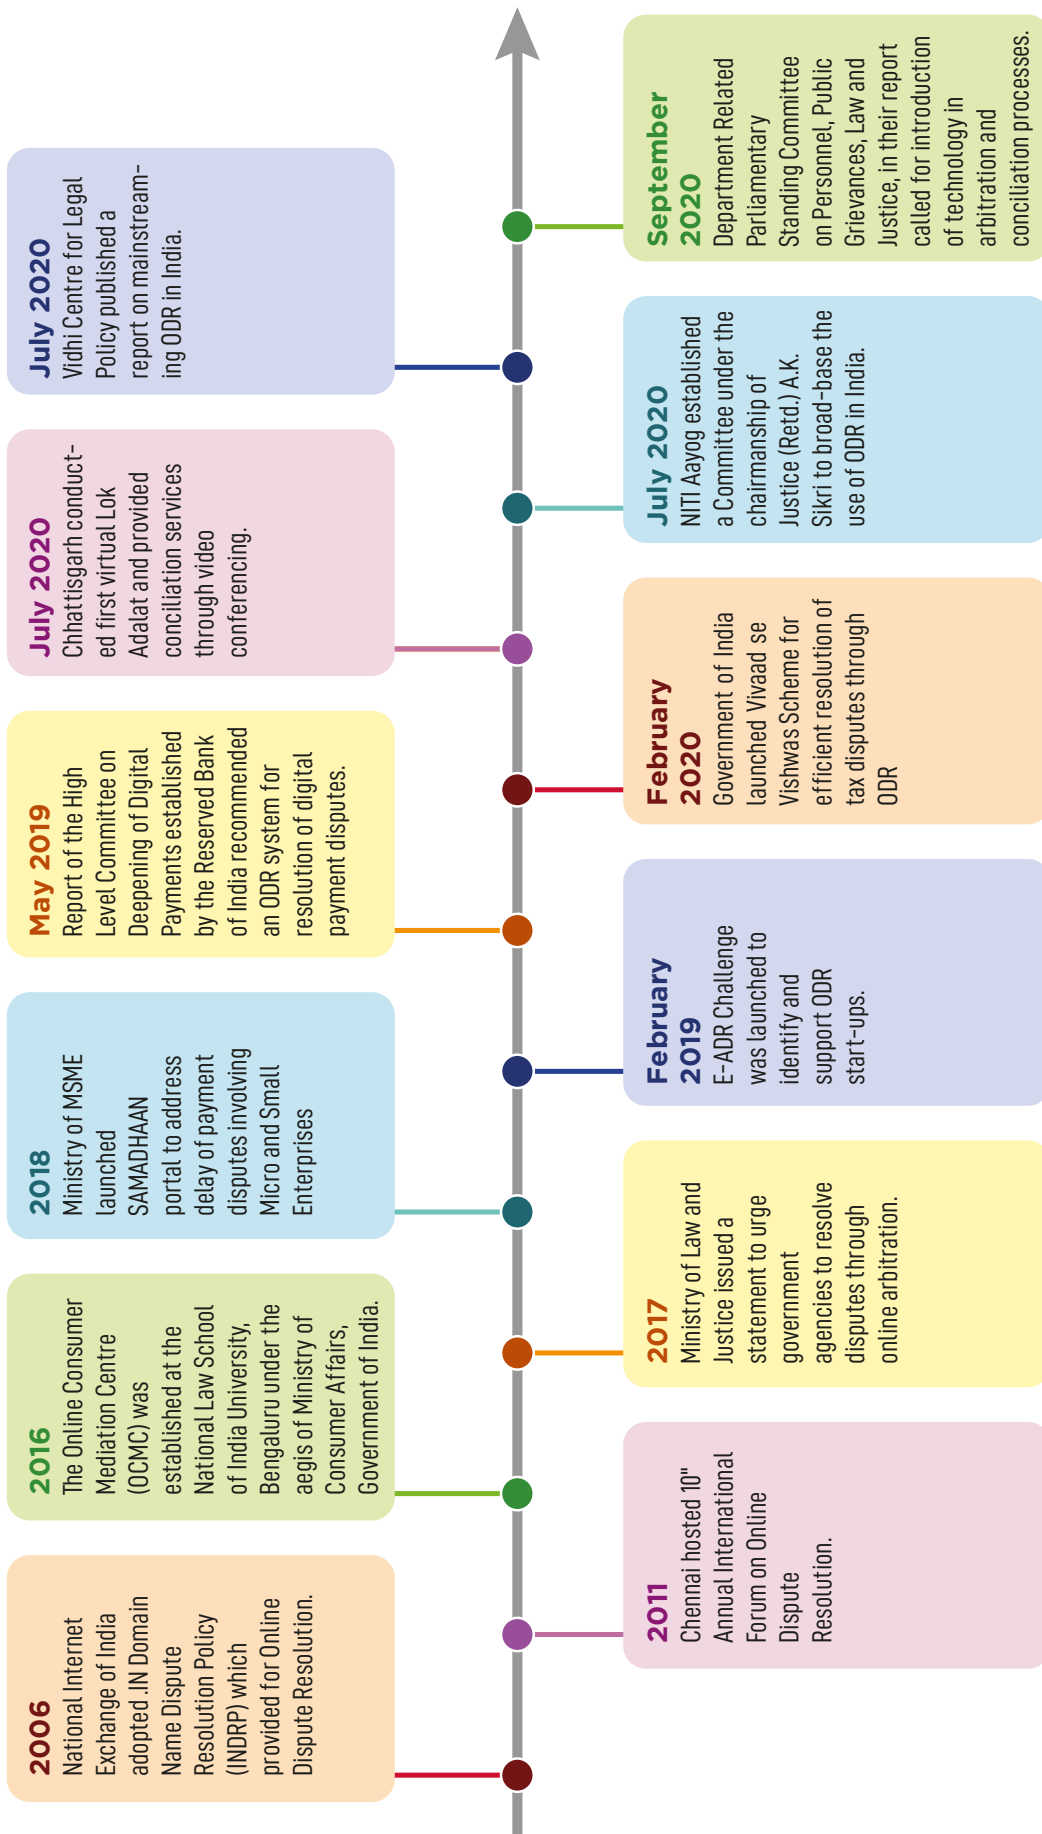 2006
National Internet
Exchange of India
adopted .IN Domain
Name Dispute
Resolution Policy
(INDRP) which
provided for Online
Dispute Resolution.
2011
Chennai hosted 10"
Annual International
Forum on Online
Dispute
Resolution.
2016
The Online Consumer
Mediation Centre
(OCMC) was
established at the
National Law School
of India University,
Bengaluru under the
aegis of Ministry of
Consumer Affairs,
Government of India.
2017
Ministry of Law and
Justice issued a
statement to urge
government
agencies to resolve
disputes through
online arbitration.
2018
Ministry of MSME
launched
SAMADHAAN
portal to address
delay of payment
disputes involving
Micro and Small
Enterprises
February
2019
E-ADR Challenge
was launched to
identify and
support ODR
start-ups.
May 2019
Report of the High
Level Committee on
Deepening of Digital
Payments established
by the Reserved Bank
of India recommended
an ODR system for
resolution of digital
payment disputes.
February
2020
Government of India
launched Vivaad se
Vishwas Scheme for
efficient resolution of
tax disputes through
ODR
July 2020
Chhattisgarh conduct-
ed first virtual Lok
Adalat and provided
conciliation services
through video
conferencing.
July 2020
NITI Aayog established
a Committee under the
chairmanship of
Justice (Retd.) A.K.
Sikri to broad-base the
use of ODR in India.
July 2020
Vidhi Centre for Legal
Policy published a
report on mainstream-
ing ODR in India.
September
2020
Department Related
Parliamentary
Standing Committee
on Personnel, Public
Grievances, Law and
Justice, in their report
called for introduction
of technology in
arbitration and
conciliation processes.